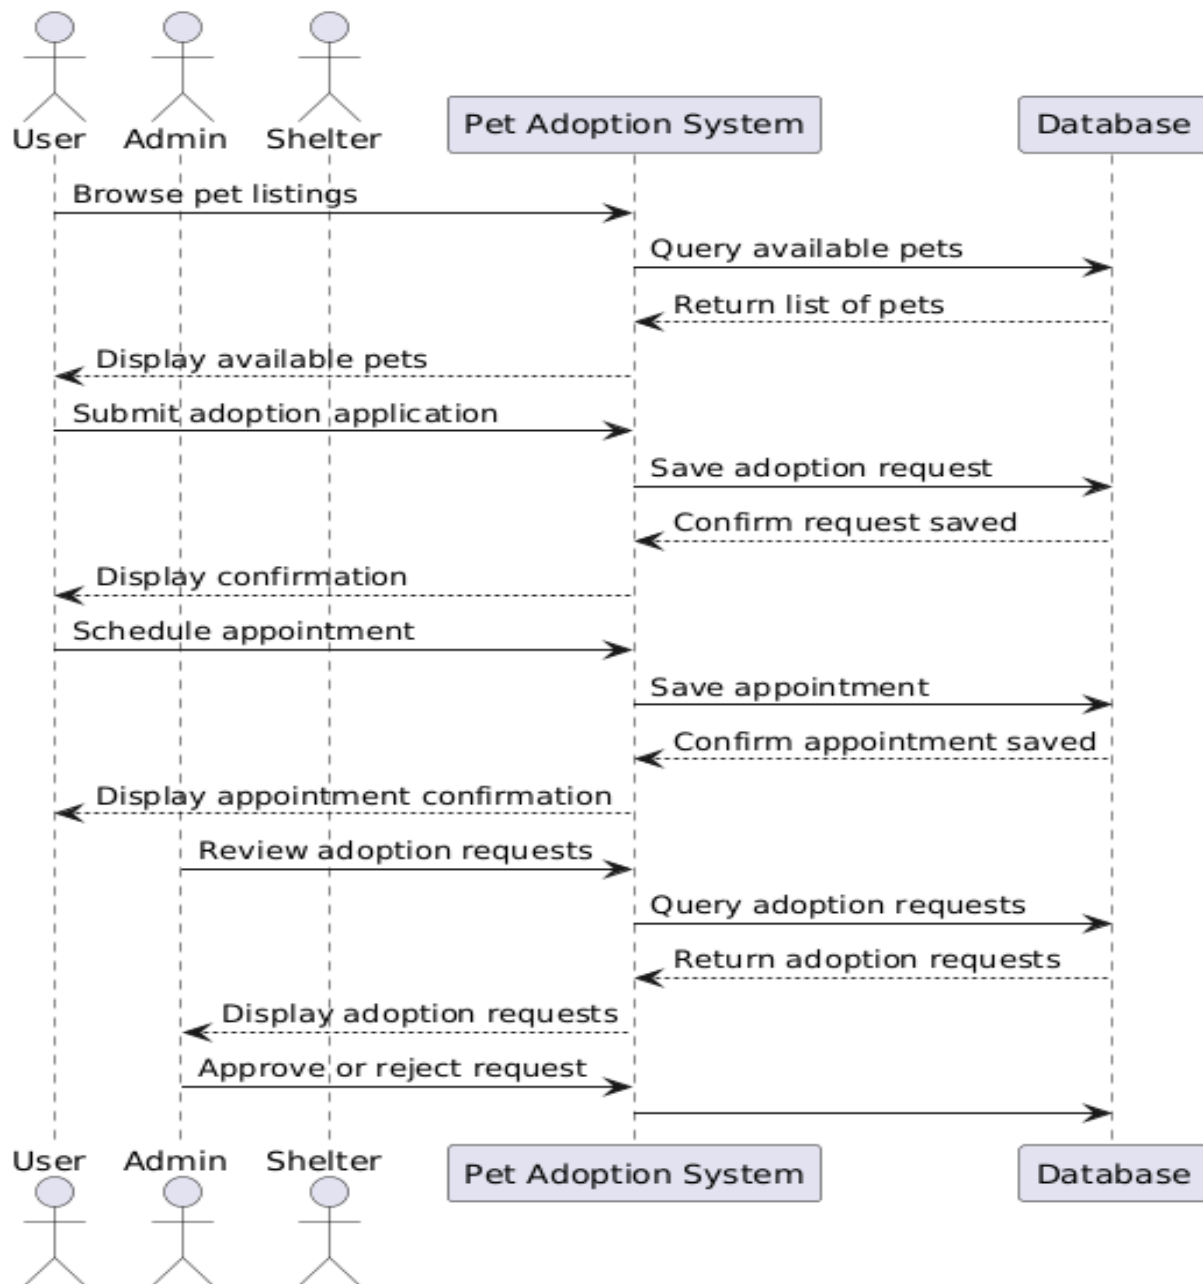 User Admin Shelter Pet Adoption System Database
Browse pet listings
Query available pets
Return list of pets
Display available pets
Submit adoption application
Save adoption request
Confirm request saved
Display confirmation
Schedule appointment
Save appointment
Confirm appointment saved
Display appointment confirmation
Review adoption requests
Query adoption requests
Return adoption requests
Display adoption requests
Approve or reject request
User Admin Shelter Pet Adoption System Database